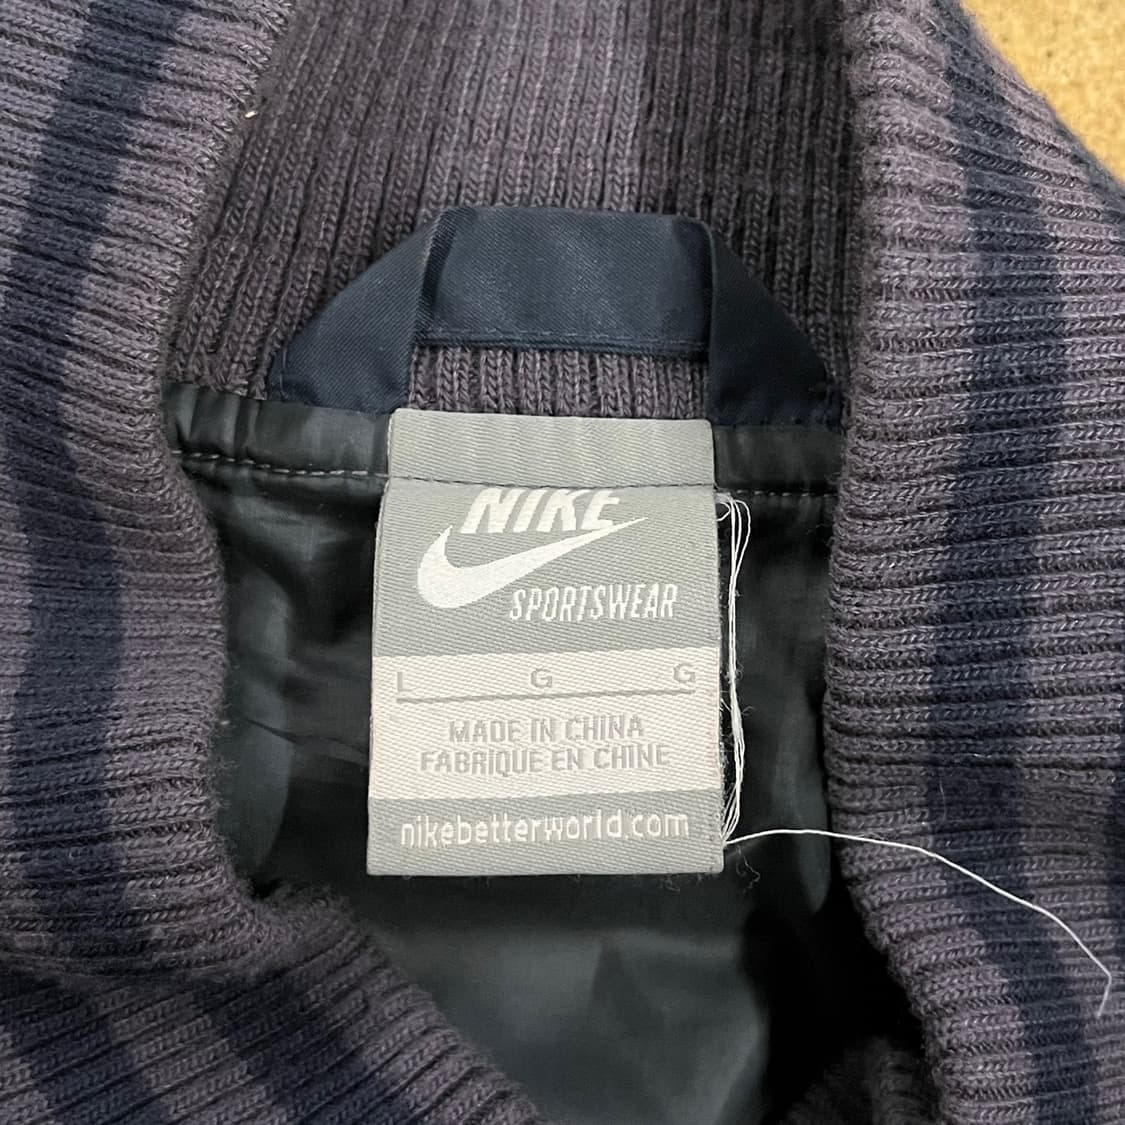 NIKE
SPORTSWEAR
L G G
MADE IN CHINA
FABRIQUE EN CHINE
nikebetterworld.com